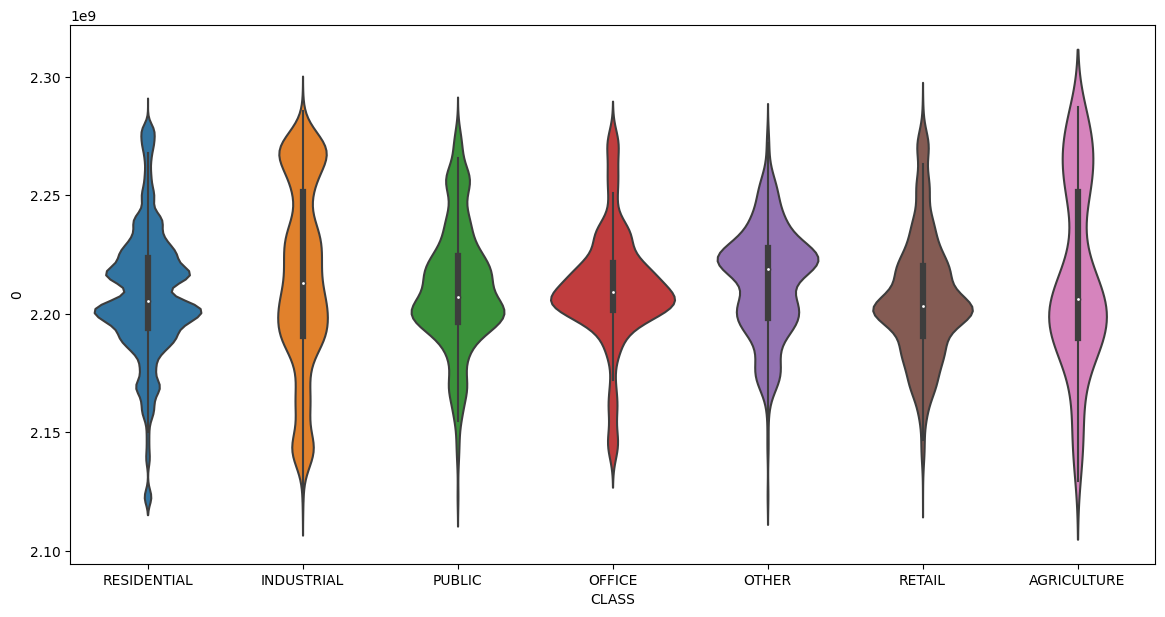 1e9
2.30
2.25
2.20
2.15
2.10
0
RESIDENTIAL INDUSTRIAL PUBLIC OFFICE OTHER RETAIL AGRICULTURE
CLASS